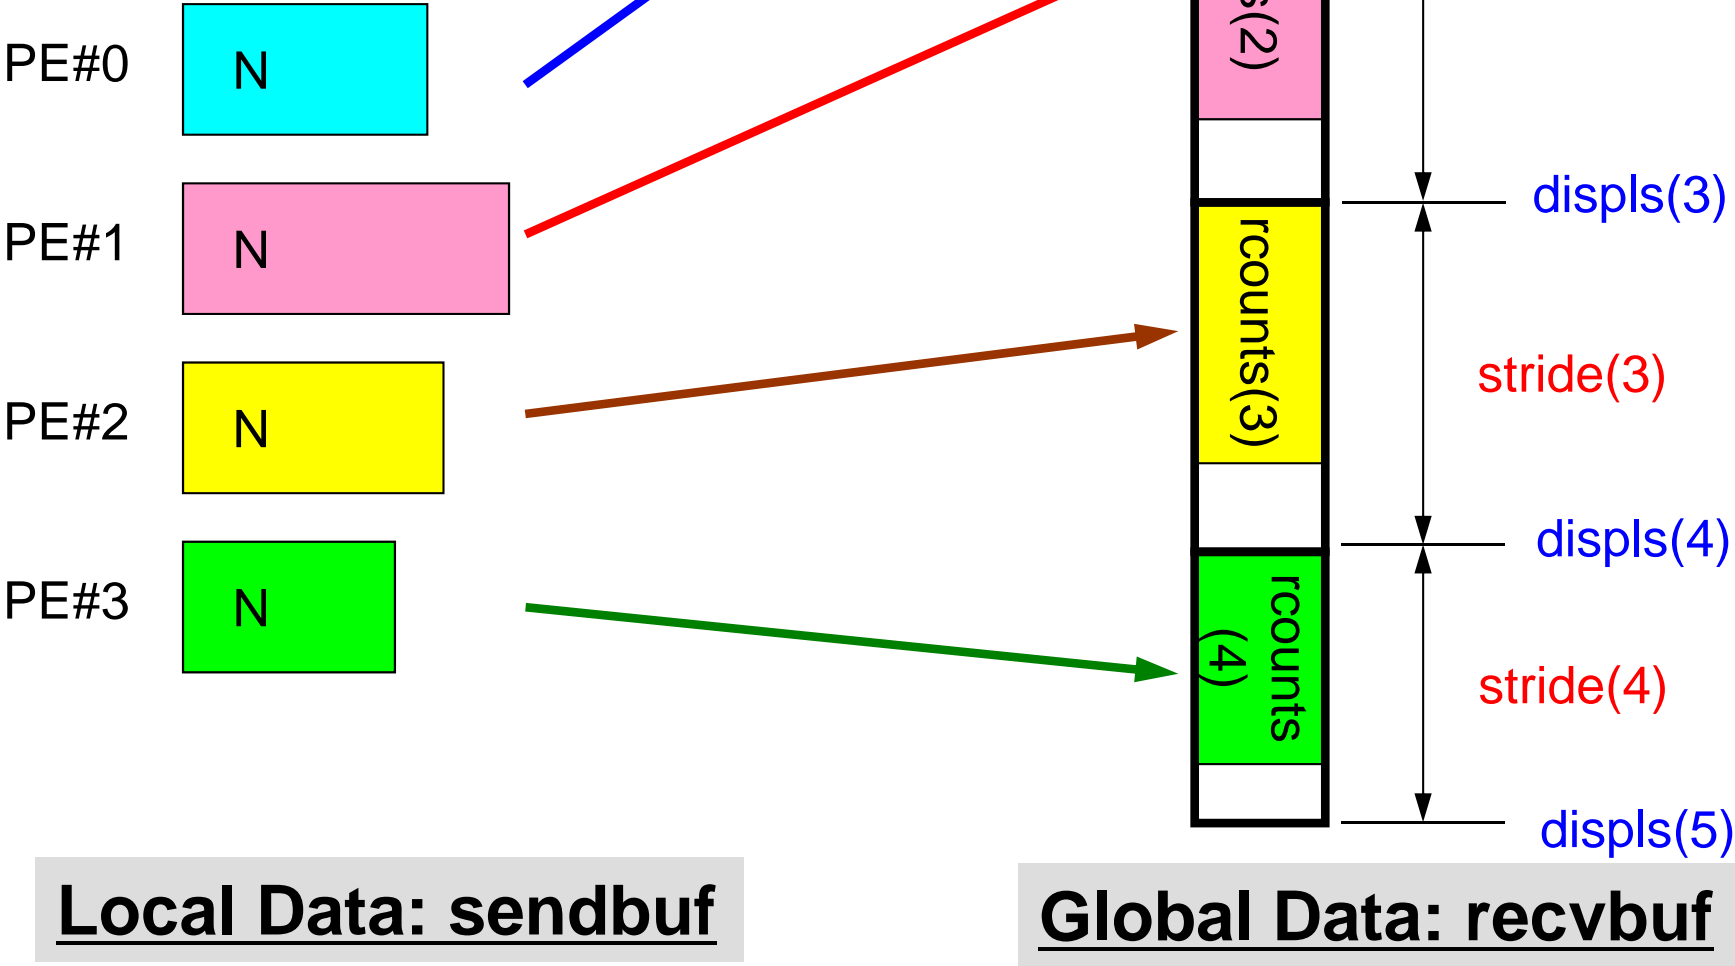 PE#0
N
PE#1
N
PE#2
N
PE#3
N
s(2)
rcounts(3)
rcounts
(4)
displs(3)
stride(3)
displs(4)
stride(4)
displs(5)
Local Data: sendbuf
Global Data: recvbuf